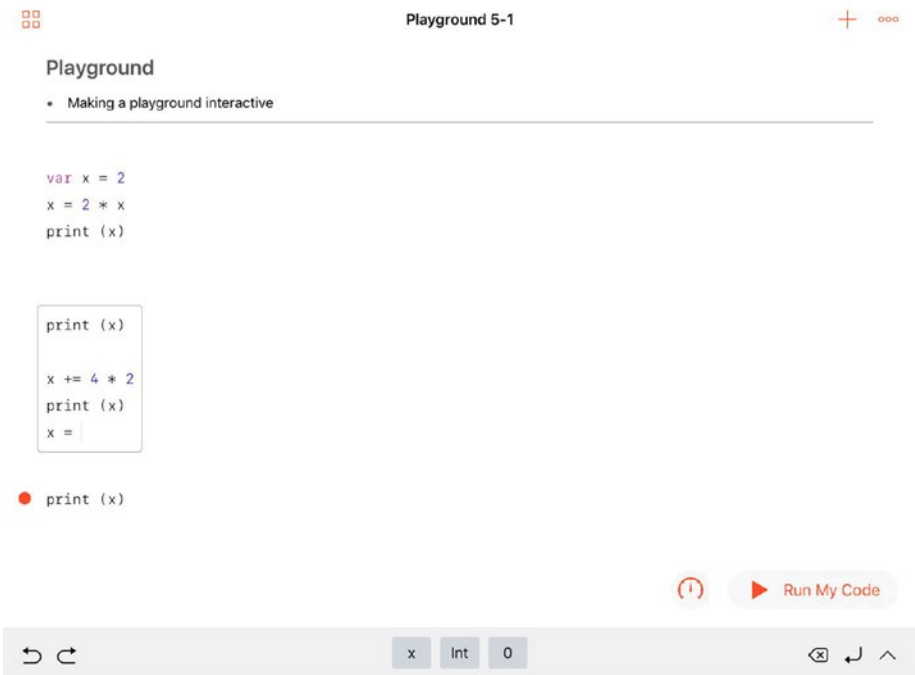 Playground 5-1
Playground
• Making a playground interactive
var x = 2
x = 2 * x
print (x)
print (x)
x += 4 * 2
print (x)
x =
print (x)
Run My Code
x Int 0